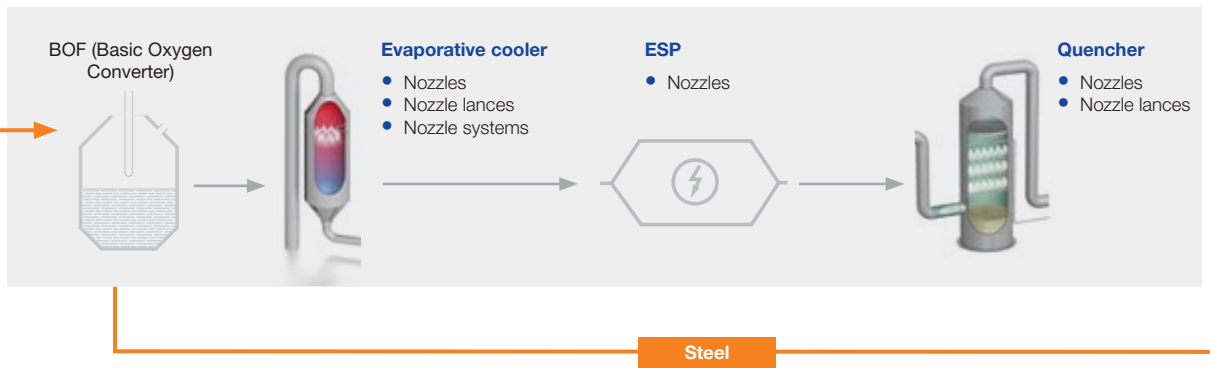 BOF (Basic Oxygen
Converter)
Evaporative cooler
• Nozzles
• Nozzle lances
• Nozzle systems
ESP
• Nozzles
Quencher
• Nozzles
• Nozzle lances
Steel